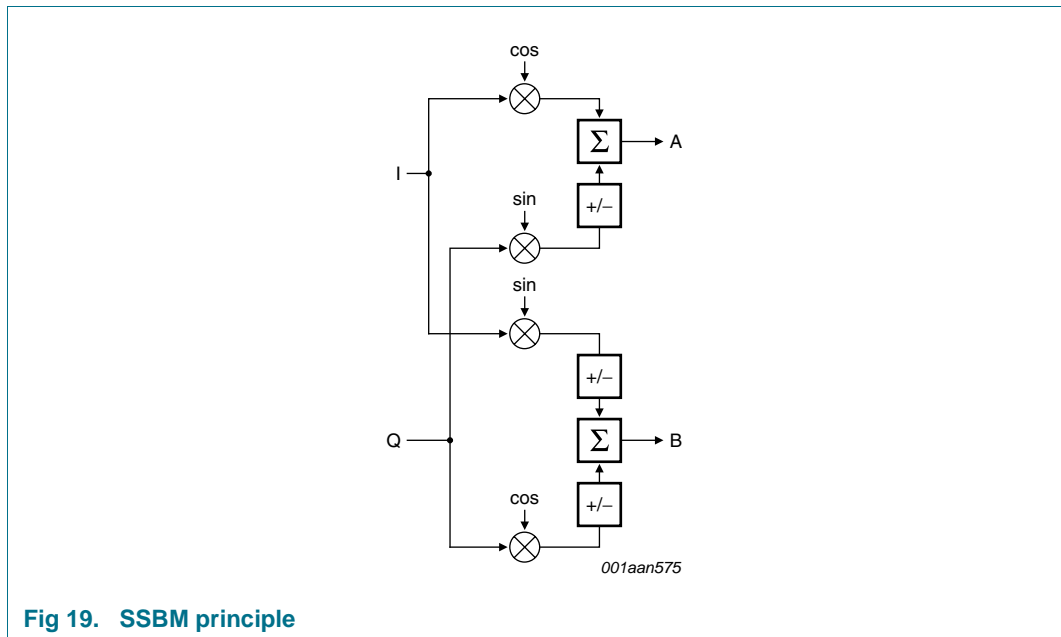 cos
Σ
A
I
+/−
sin
sin
+/−
Q
Σ
B
+/−
cos
001aan575
Fig 19. SSBM principle